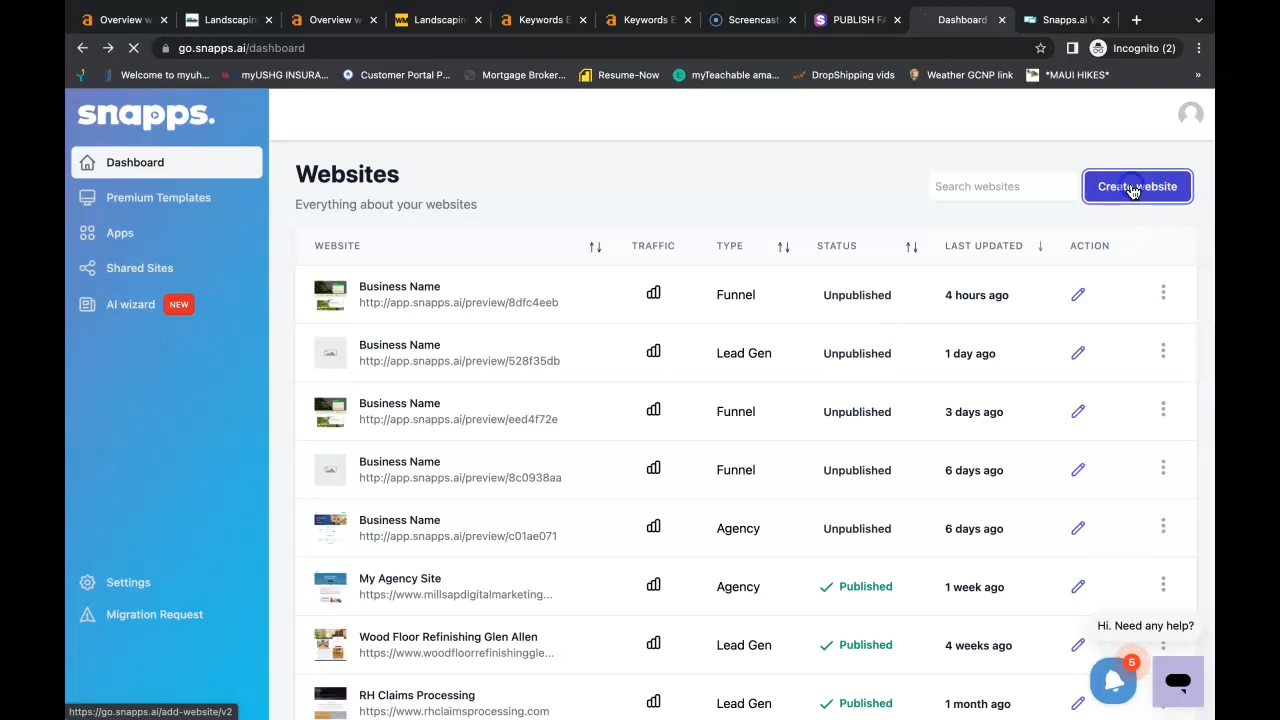 Overview w
Landscapin
Overview w
Landscapin
Keywords E
Keywords E
Screencast
PUBLISH FA
Dashboard
Snapps.ai W
go.snapps.ai/dashboard
Incognito (2)
Welcome to myuh...
myUSHG INSURA...
Customer Portal P...
Mortgage Broker...
Resume-Now
myTeachable ama...
DropShipping vids
Weather GCNP link
*MAUI HIKES*
»
snapps.
Dashboard
Premium Templates
Apps
Shared Sites
AI wizard NEW
Settings
Migration Request
Websites
Everything about your websites
Search websites
Create website
WEBSITE TRAFFIC TYPE STATUS LAST UPDATED ACTION
Business Name
http://app.snapps.ai/preview/8dfc4eeb
Funnel Unpublished 4 hours ago
Business Name
http://app.snapps.ai/preview/528f35db
Lead Gen Unpublished 1 day ago
Business Name
http://app.snapps.ai/preview/eed4f72e
Funnel Unpublished 3 days ago
Business Name
http://app.snapps.ai/preview/8c0938aa
Funnel Unpublished 6 days ago
Business Name
http://app.snapps.ai/preview/c01ae071
Agency Unpublished 6 days ago
My Agency Site
https://www.millsapdigitalmarketing...
Agency Published 1 week ago
Wood Floor Refinishing Glen Allen
https://www.woodfloorrefinishinggle...
Lead Gen Published 4 weeks ago
RH Claims Processing
https://www.rhclaimsprocessing.com
Lead Gen Published 1 month ago
Hi. Need any help?
5
https://go.snapps.ai/add-website/v2